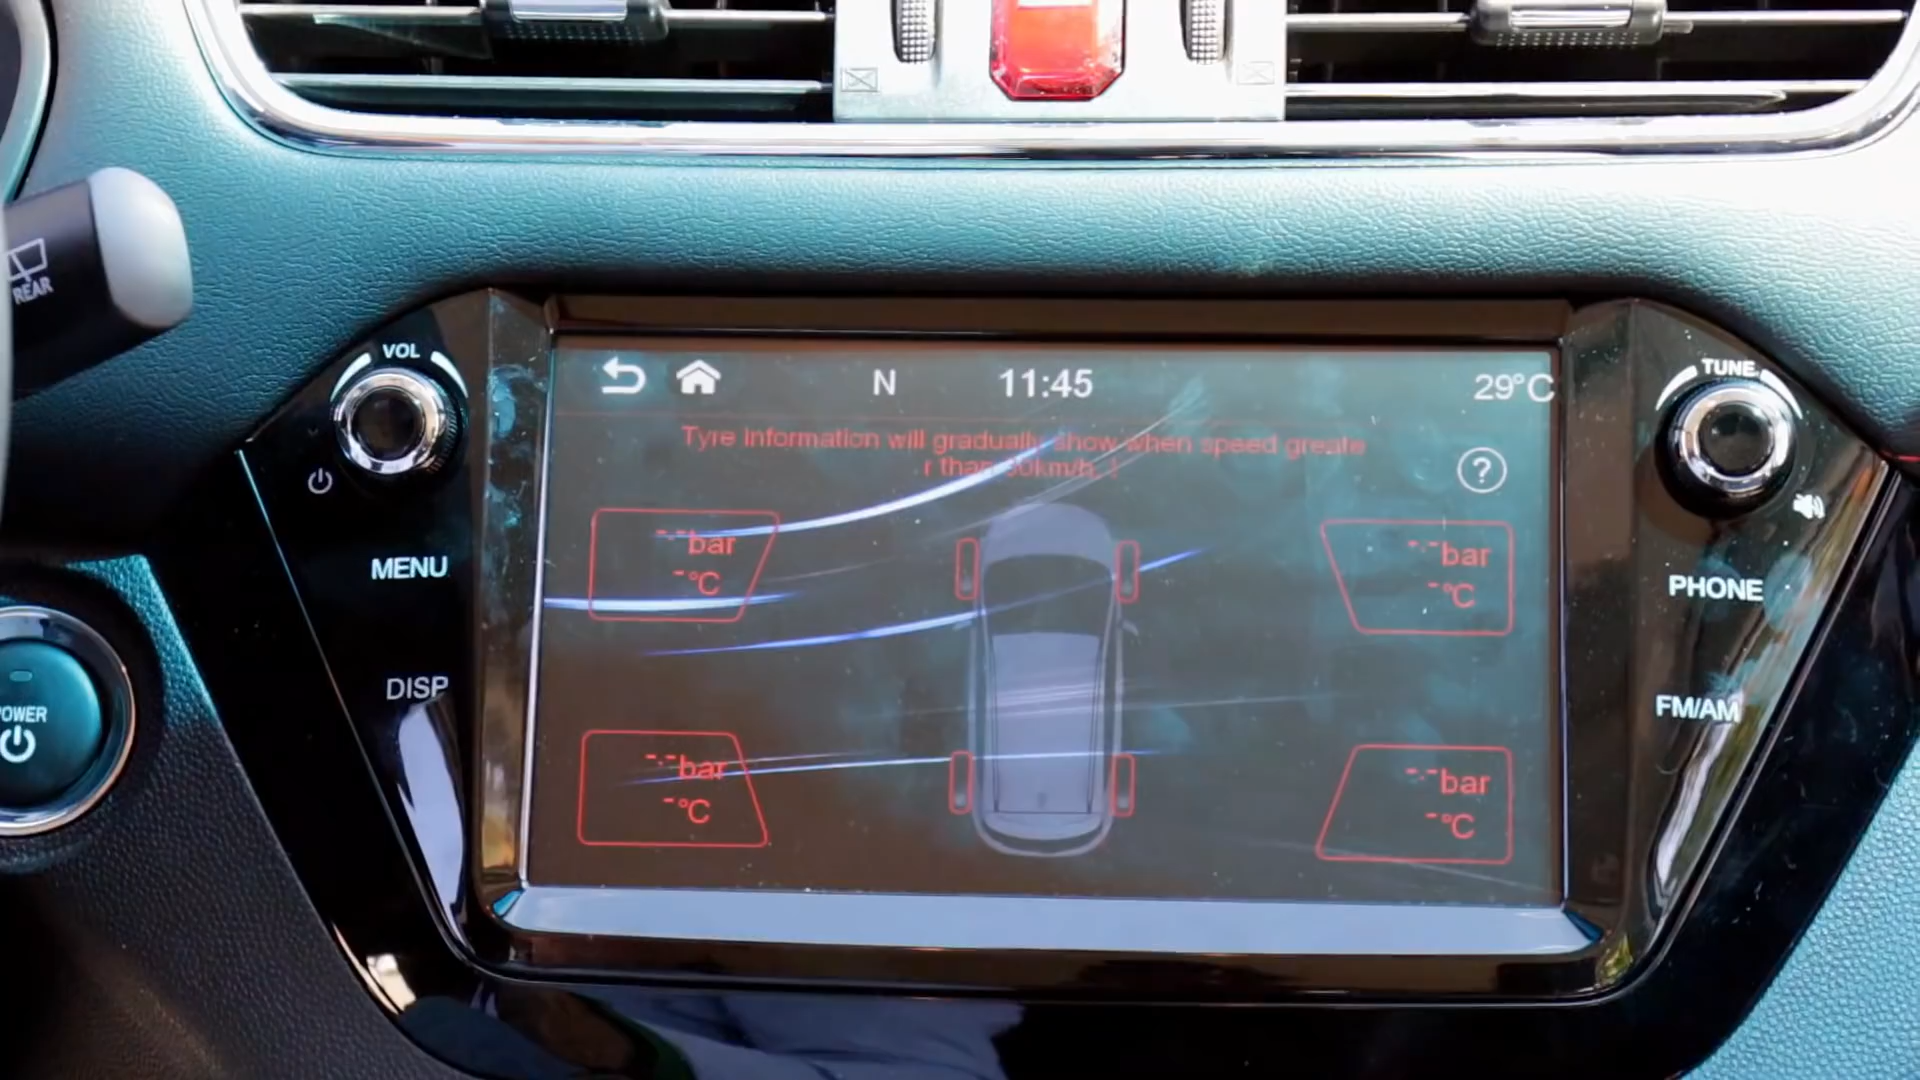 REAR
VOL
TUNE
N 11:45 29°C
Tyre information will gradually show when speed greate
r than 30km/h. !
?
-.-bar
-°C
-.-bar
-°C
MENU
PHONE
DISP
FM/AM
POWER
-.-bar
-°C
-.-bar
-°C